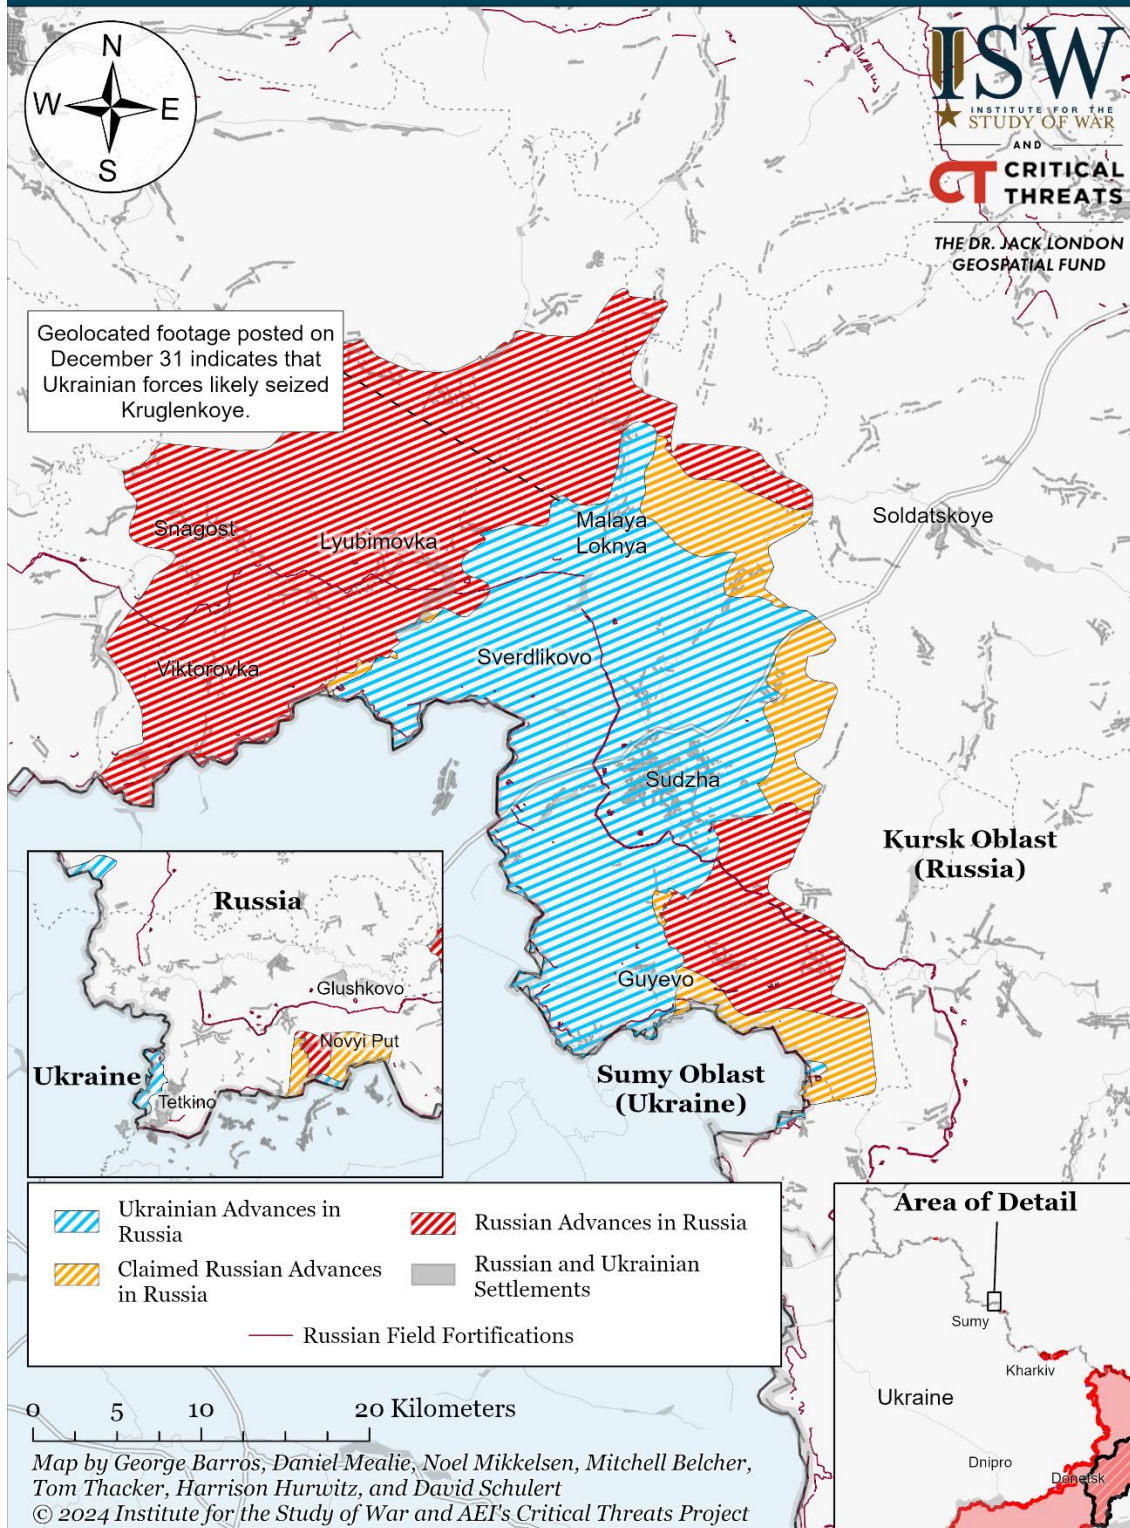 N
W E
S
ISW
INSTITUTE FOR THE
STUDY OF WAR
AND
CT CRITICAL
THREATS
THE DR. JACK LONDON
GEOSPATIAL FUND
Geolocated footage posted on
December 31 indicates that
Ukrainian forces likely seized
Kruglenkoye.
Snagost
Lyubimovka
Malaya
Loknya
Soldatskoye
Viktorovka
Sverdlikovo
Sudzha
Kursk Oblast
(Russia)
Guyevo
Sumy Oblast
(Ukraine)
Russia
Glushkovo
Novyi Put
Ukraine
Tetkino
Ukrainian Advances in
Russia
Russian Advances in Russia
Claimed Russian Advances
in Russia
Russian and Ukrainian
Settlements
Russian Field Fortifications
Area of Detail
Sumy
Kharkiv
Ukraine
Dnipro
Donetsk
0 5 10 20 Kilometers
Map by George Barros, Daniel Mealie, Noel Mikkelsen, Mitchell Belcher,
Tom Thacker, Harrison Hurwitz, and David Schulert
© 2024 Institute for the Study of War and AEI's Critical Threats Project